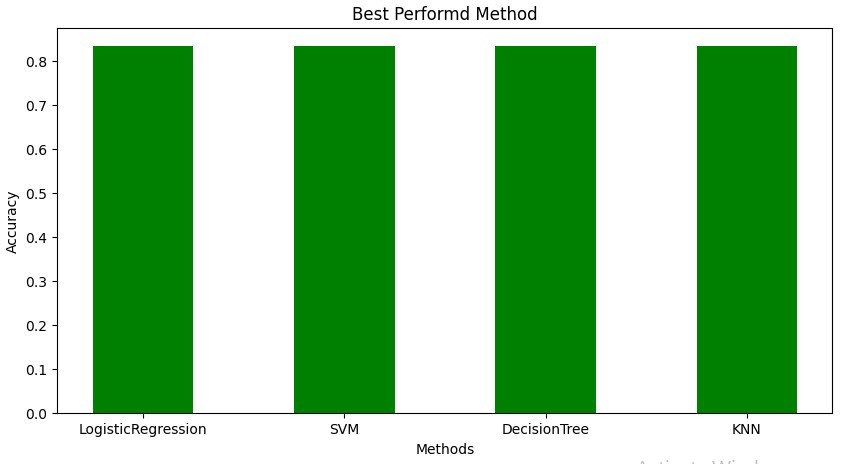 Best Performd Method
0.8
0.7
0.6
0.5
0.4
0.3
0.2
0.1
0.0
Accuracy
LogisticRegression SVM DecisionTree KNN
Methods